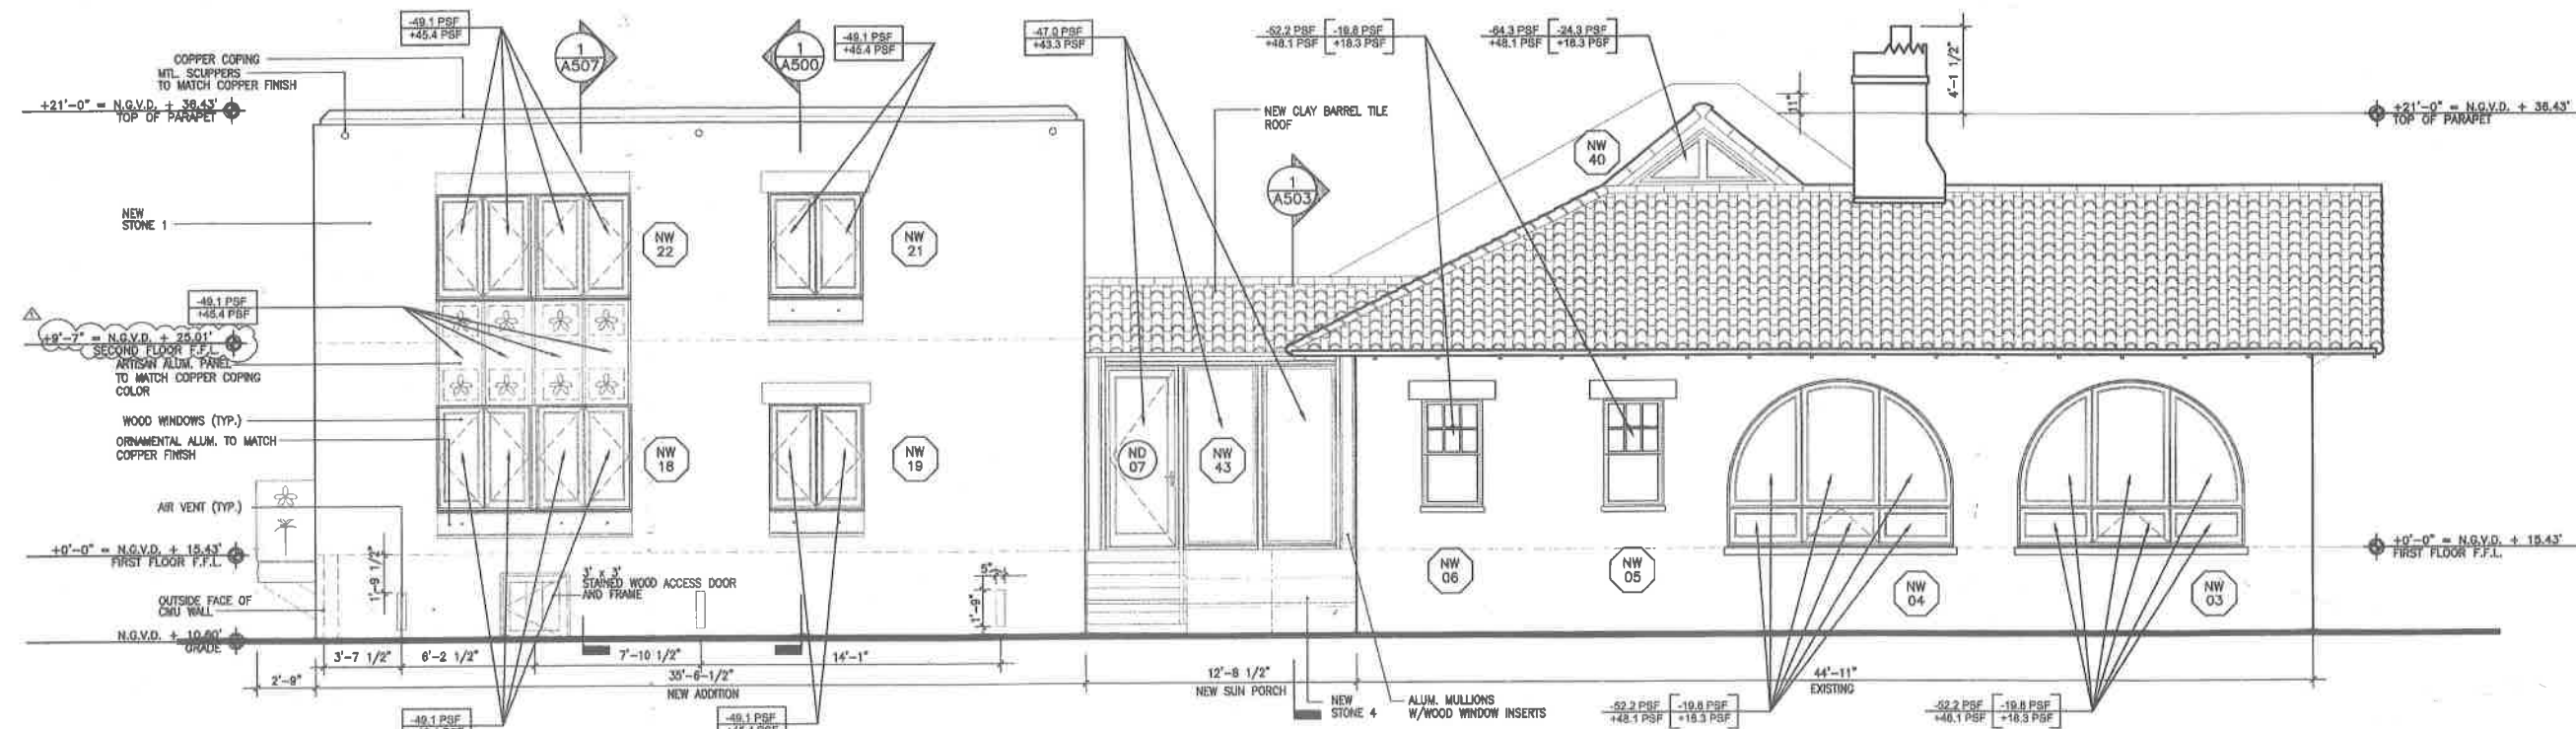 -49.1 PSF
+45.4 PSF
1
A507
1
A500
-49.1 PSF
+45.4 PSF
-47.0 PSF
+43.3 PSF
-52.2 PSF
+48.1 PSF
-19.8 PSF
+18.3 PSF
-64.3 PSF
+48.1 PSF
-24.3 PSF
+18.3 PSF
4'-1 1/2"
11"
COPPER COPING
MTL. SCUPPERS
TO MATCH COPPER FINISH
+21'-0" = N.G.V.D. + 36.43'
TOP OF PARAPET
NEW CLAY BARREL TILE
ROOF
+21'-0" = N.G.V.D. + 36.43'
TOP OF PARAPET
NW
40
1
A503
NEW
STONE 1
NW
22
NW
21
-49.1 PSF
+45.4 PSF
+9'-7" = N.G.V.D. + 25.01'
SECOND FLOOR F.F.L.
ARTISAN ALUM. PANEL
TO MATCH COPPER COPING
COLOR
WOOD WINDOWS (TYP.)
ORNAMENTAL ALUM. TO MATCH
COPPER FINISH
NW
18
NW
19
ND
07
NW
43
AIR VENT (TYP.)
+0'-0" = N.G.V.D. + 15.43'
FIRST FLOOR F.F.L.
+0'-0" = N.G.V.D. + 15.43'
FIRST FLOOR F.F.L.
1'-9 1/2"
3' x 3'
STAINED WOOD ACCESS DOOR
AND FRAME
5"
1'-9"
NW
06
NW
05
NW
04
NW
03
OUTSIDE FACE OF
CMU WALL
N.G.V.D. + 10.60'
GRADE
3'-7 1/2"
6'-2 1/2"
7'-10 1/2"
14'-1"
2'-9"
35'-6-1/2"
NEW ADDITION
12'-8 1/2"
NEW SUN PORCH
44'-11"
EXISTING
NEW
STONE 4
ALUM. MULLIONS
W/WOOD WINDOW INSERTS
-49.1 PSF
-49.1 PSF
-52.2 PSF
+48.1 PSF
-19.8 PSF
+18.3 PSF
-52.2 PSF
+48.1 PSF
-19.8 PSF
+18.3 PSF